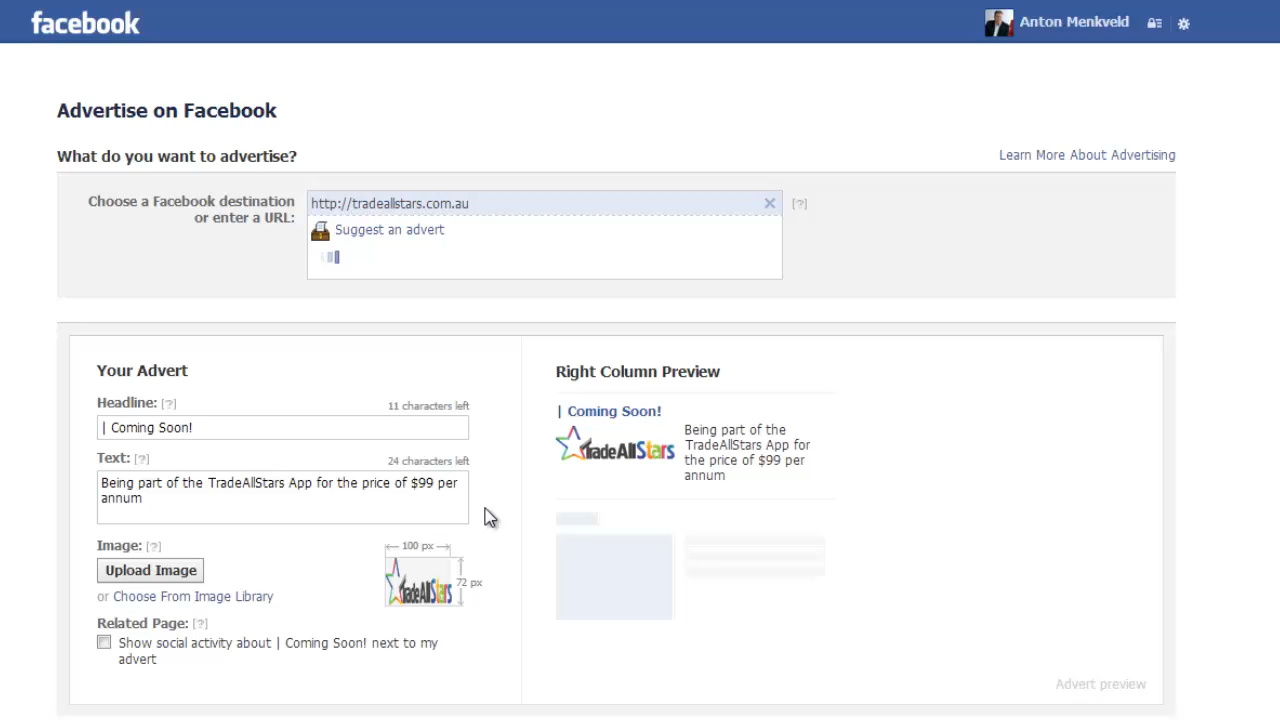 facebook
Anton Menkveld
Advertise on Facebook
What do you want to advertise?
Learn More About Advertising
Choose a Facebook destination
or enter a URL:
http://tradeallstars.com.au
[?]
Suggest an advert
Your Advert
Headline: [?]
11 characters left
| Coming Soon!
Text: [?]
24 characters left
Being part of the TradeAllStars App for the price of $99 per
annum
Image: [?]
Upload Image
or Choose From Image Library
100 px
TradeAllStars
72 px
Related Page: [?]
Show social activity about | Coming Soon! next to my
advert
Right Column Preview
| Coming Soon!
TradeAllStars
Being part of the
TradeAllStars App for
the price of $99 per
annum
Advert preview